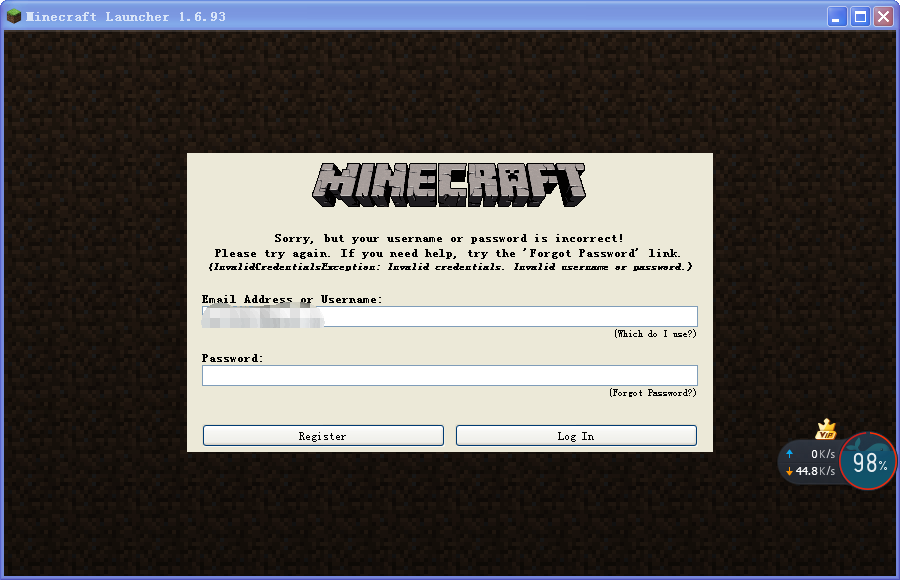 Minecraft Launcher 1.6.93
MINECRAFT
Sorry, but your username or password is incorrect!
Please try again. If you need help, try the 'Forgot Password' link.
(InvalidCredentialsException: Invalid credentials. Invalid username or password.)
Email Address or Username:
(Which do I use?)
Password:
(Forgot Password?)
Register
Log In
VIP
0K/s
44.8K/s
98%